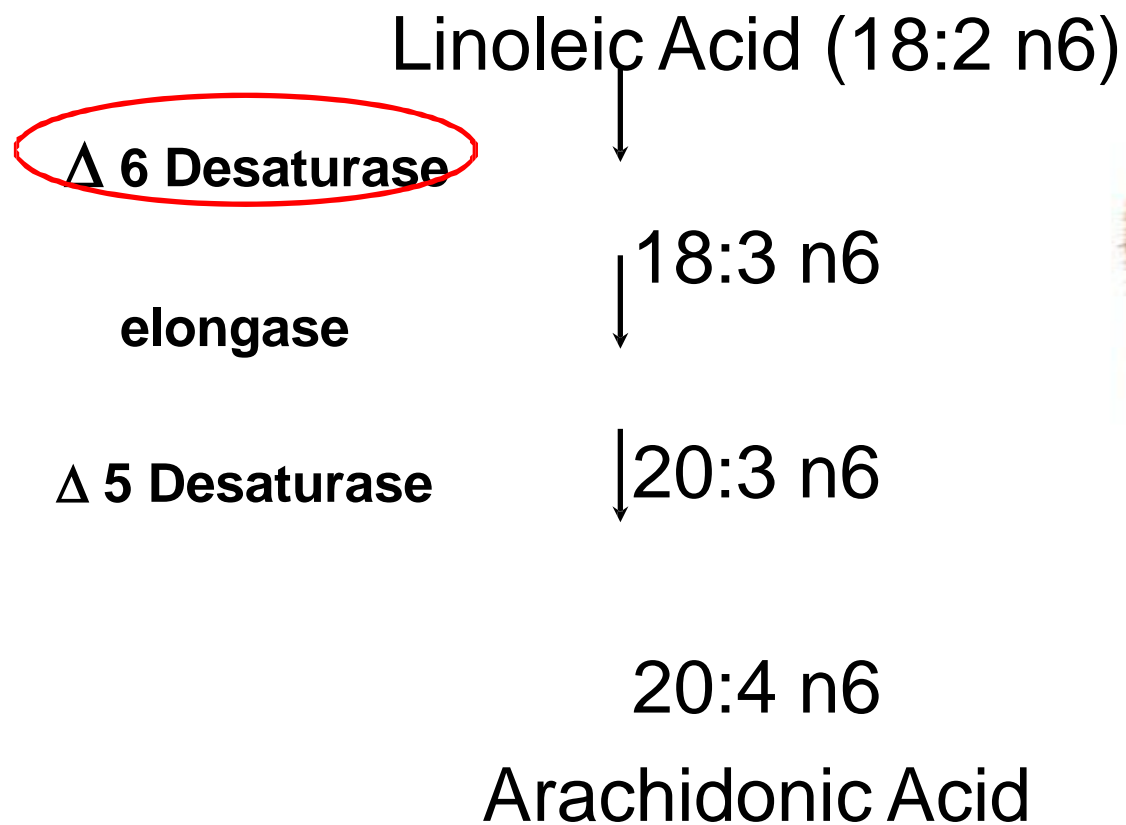 Linoleic Acid (18:2 n6)
Δ 6 Desaturase
18:3 n6
elongase
20:3 n6
Δ 5 Desaturase
20:4 n6
Arachidonic Acid